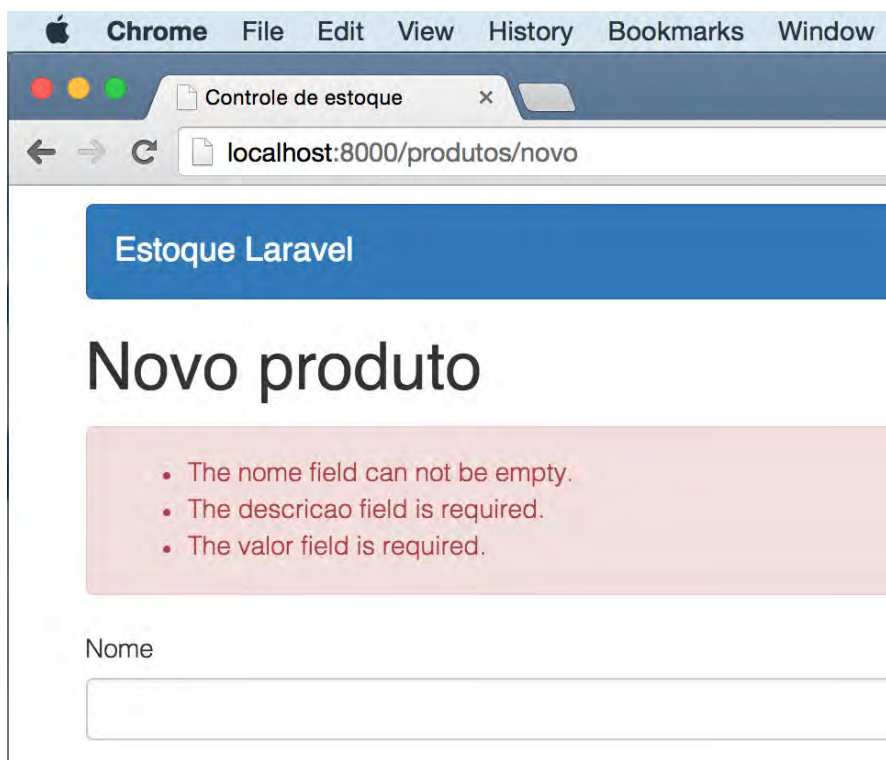 Chrome File Edit View History Bookmarks Window
Controle de estoque
localhost:8000/produtos/novo
Estoque Laravel
Novo produto
• The nome field can not be empty.
• The descricao field is required.
• The valor field is required.
Nome